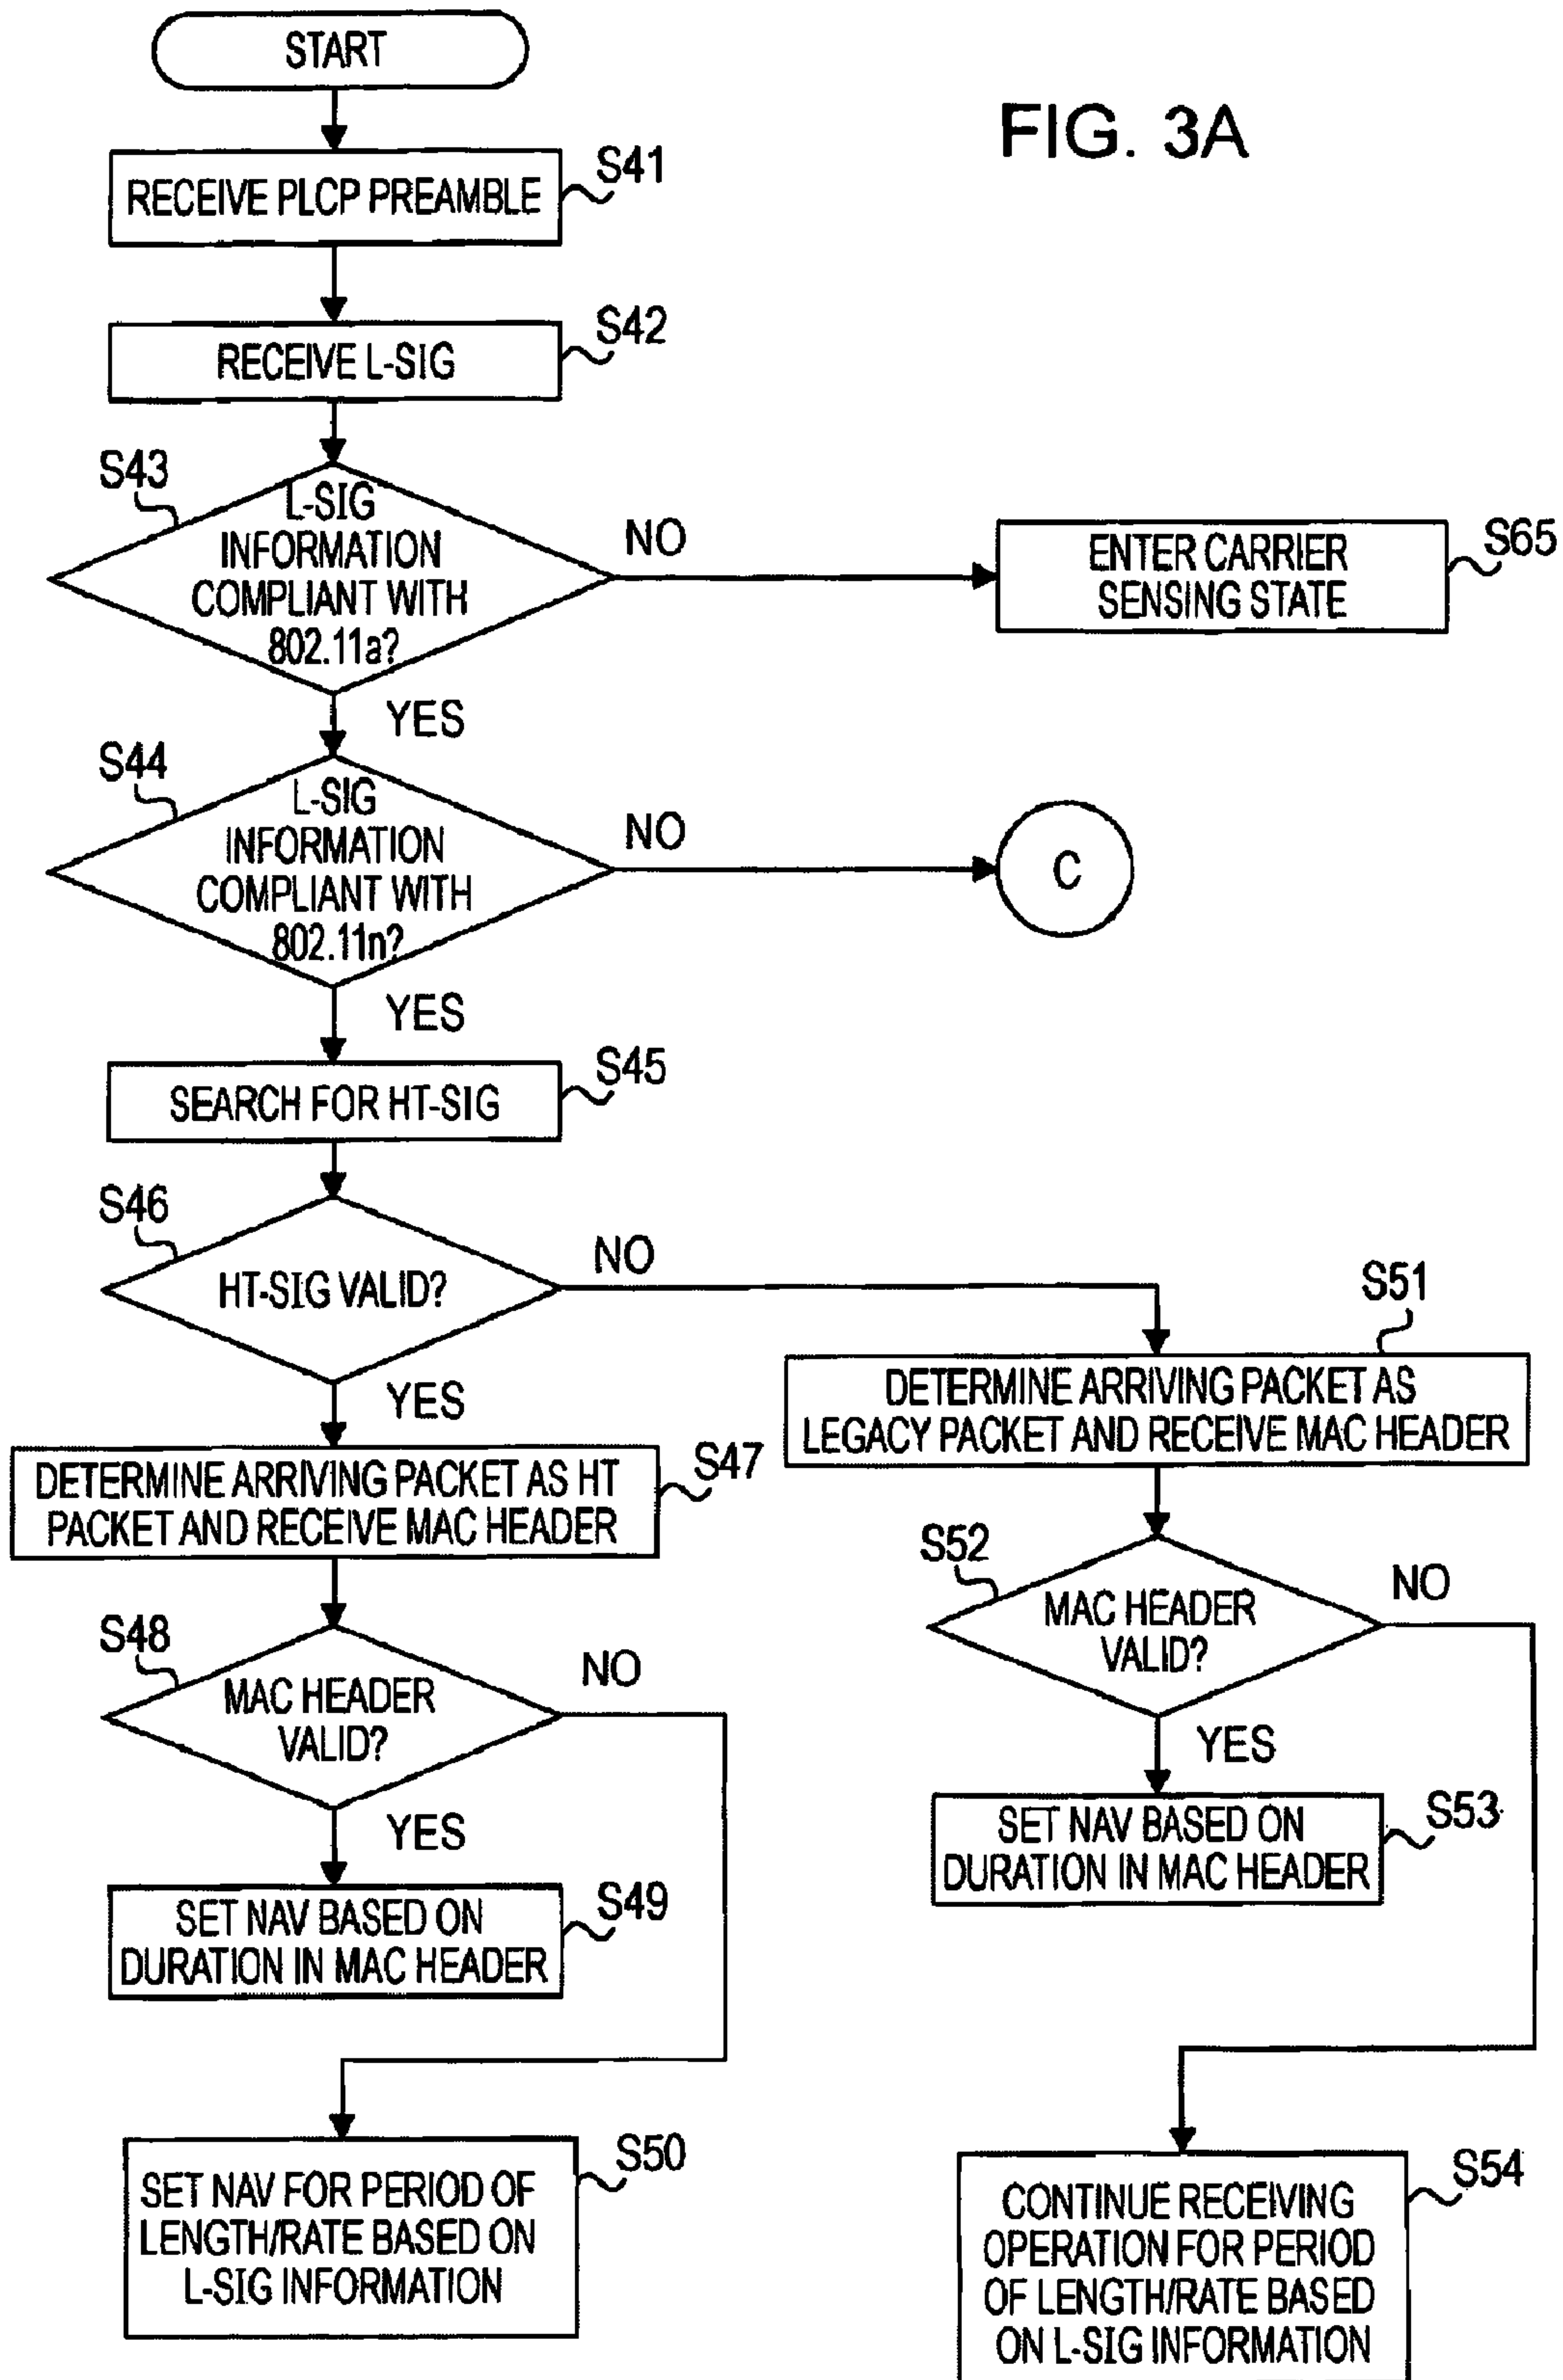 START
FIG. 3A
S41
RECEIVE PLCP PREAMBLE
S42
RECEIVE L-SIG
S43
L-SIG
INFORMATION
COMPLIANT WITH
802.11a?
NO
ENTER CARRIER
SENSING STATE
S65
YES
S44
L-SIG
INFORMATION
COMPLIANT WITH
802.11n?
NO
C
YES
S45
SEARCH FOR HT-SIG
S46
HT-SIG VALID?
NO
YES
S51
DETERMINE ARRIVING PACKET AS
LEGACY PACKET AND RECEIVE MAC HEADER
S47
DETERMINE ARRIVING PACKET AS HT
PACKET AND RECEIVE MAC HEADER
S52
MAC HEADER
VALID?
NO
YES
S48
MAC HEADER
VALID?
NO
YES
S53
SET NAV BASED ON
DURATION IN MAC HEADER
S49
SET NAV BASED ON
DURATION IN MAC HEADER
S50
SET NAV FOR PERIOD OF
LENGTH/RATE BASED ON
L-SIG INFORMATION
S54
CONTINUE RECEIVING
OPERATION FOR PERIOD
OF LENGTH/RATE BASED
ON L-SIG INFORMATION